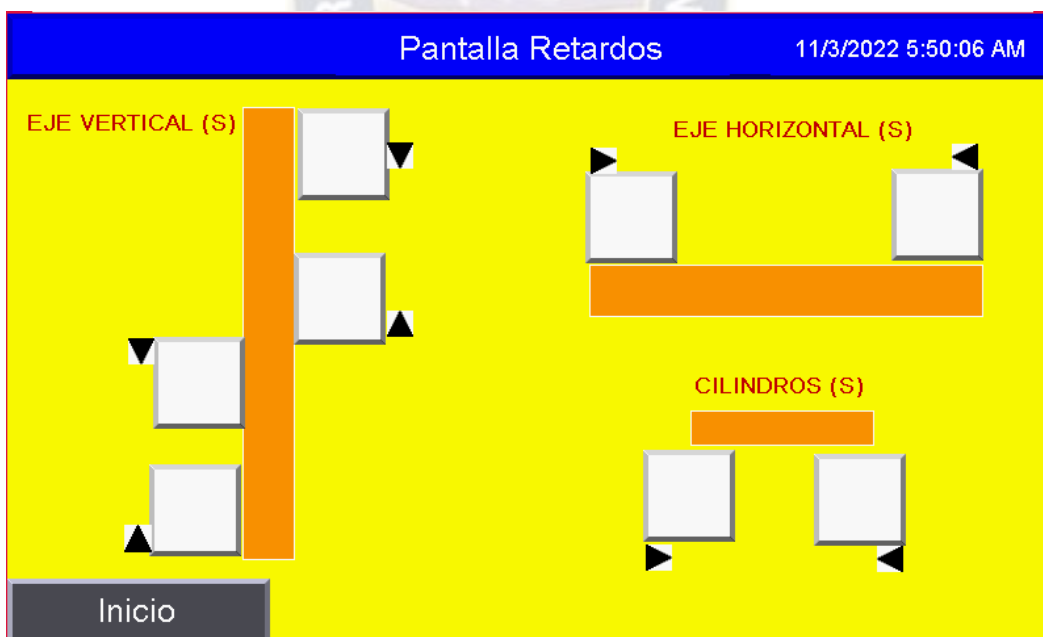 Pantalla Retardos
11/3/2022 5:50:06 AM
EJE VERTICAL (S)
EJE HORIZONTAL (S)
CILINDROS (S)
Inicio